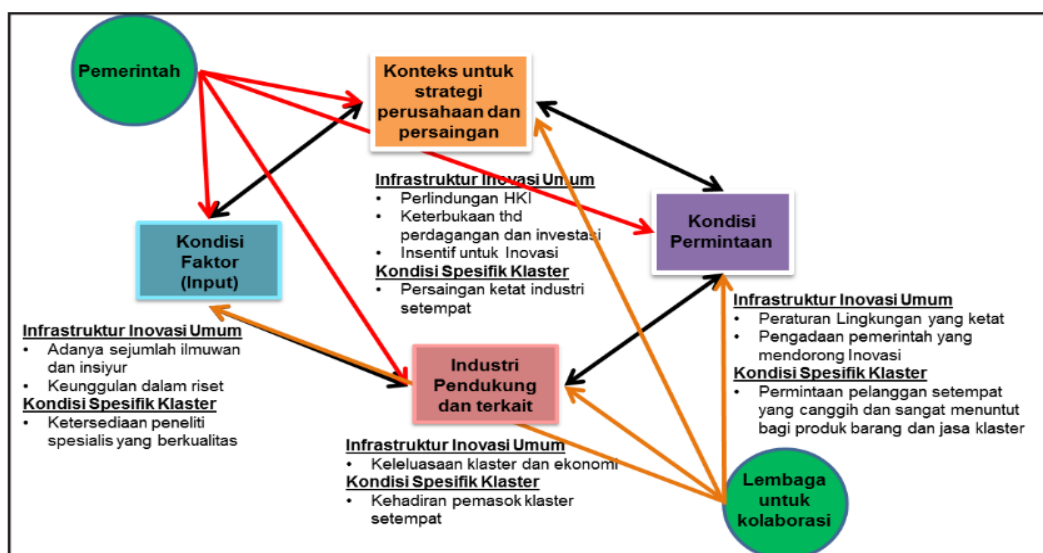 Pemerintah
Konteks untuk
strategi
perusahaan dan
persaingan
Infrastruktur Inovasi Umum
• Perlindungan HKI
• Keterbukaan thd
perdagangan dan investasi
• Insentif untuk Inovasi
Kondisi Spesifik Klaster
• Persaingan ketat industri
setempat
Kondisi
Permintaan
Infrastruktur Inovasi Umum
• Peraturan Lingkungan yang ketat
• Pengadaan pemerintah yang
mendorong Inovasi
Kondisi Spesifik Klaster
• Permintaan pelanggan setempat
yang canggih dan sangat menuntut
bagi produk barang dan jasa klaster
Kondisi
Faktor
(Input)
Infrastruktur Inovasi Umum
• Adanya sejumlah ilmuwan
dan insiyur
• Keunggulan dalam riset
Kondisi Spesifik Klaster
• Ketersediaan peneliti
spesialis yang berkualitas
Industri
Pendukung
dan terkait
Infrastruktur Inovasi Umum
• Keleluasaan klaster dan ekonomi
Kondisi Spesifik Klaster
• Kehadiran pemasok klaster
setempat
Lembaga
untuk
kolaborasi